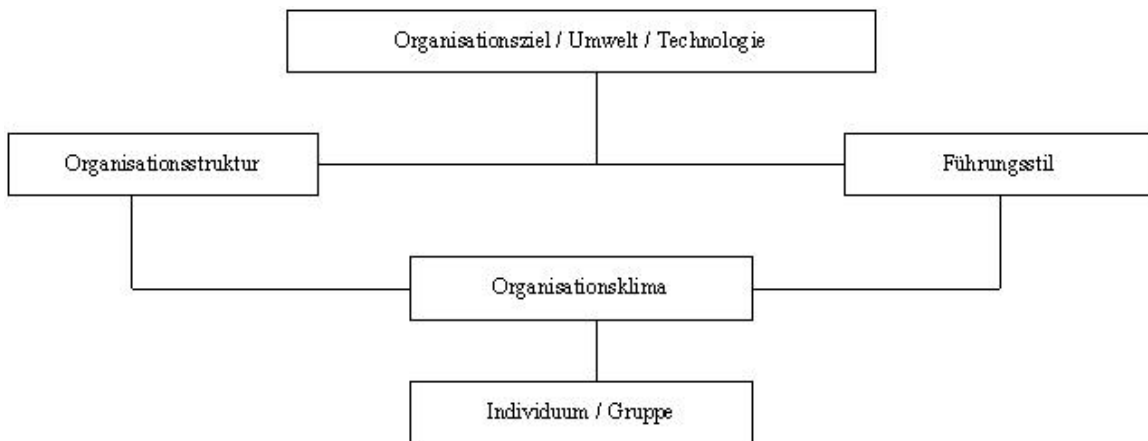 Organisationsziel / Umwelt / Technologie
Organisationsstruktur
Führungsstil
Organisationsklima
Individuum / Gruppe